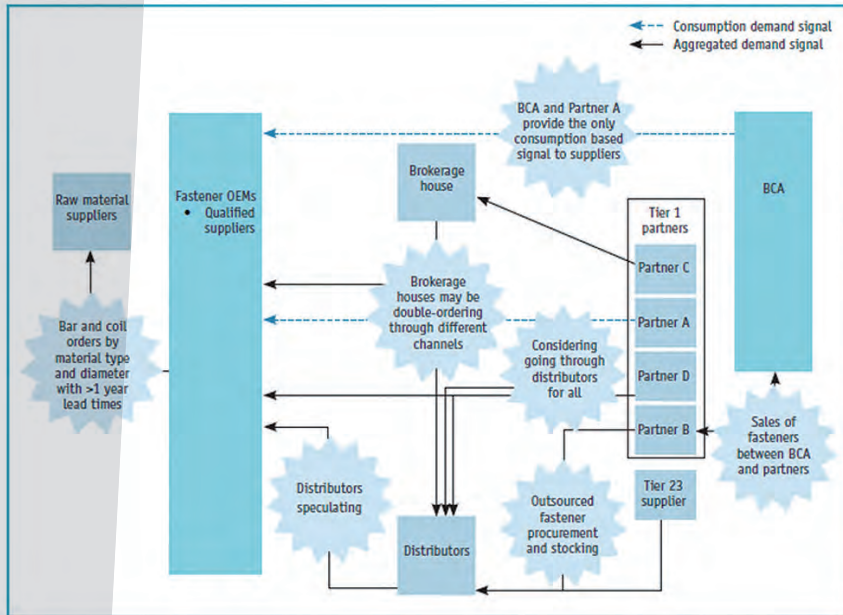 Consumption demand signal
Aggregated demand signal
BCA and Partner A
provide the only
consumption based
signal to suppliers
BCA
Brokerage
house
Raw material
suppliers
Fastener OEMs
• Qualified
suppliers
Tier 1
partners
Partner C
Partner A
Partner D
Partner B
Brokerage
houses may be
double-ordering
through different
channels
Considering
going through
distributors
for all
Bar and coil
orders by
material type
and diameter
with >1 year
lead times
Sales of
fasteners
between BCA
and partners
Distributors
speculating
Outsourced
fastener
procurement
and stocking
Tier 23
supplier
Distributors